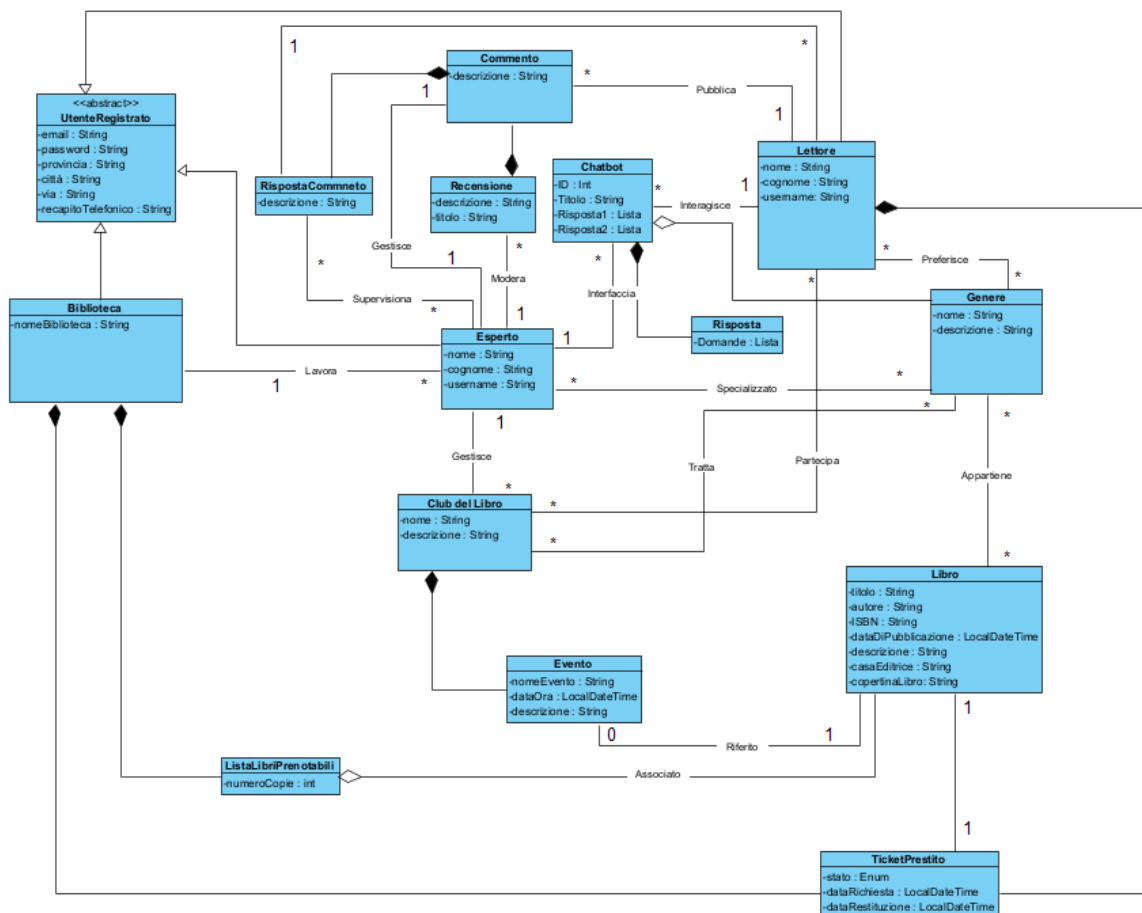 1
*
Commento
-descrizione : String
*
Pubblica
1
1
<<abstract>>
UtenteRegistrato
-email : String
-password : String
-provincia : String
-città : String
-via : String
-recapitoTelefonico : String
RispostaCommneto
-descrizione : String
Recensione
-descrizione : String
-titolo : String
Chatbot
-ID : Int
-Titolo : String
-Risposta1 : Lista
-Risposta2 : Lista
*
Interagisce
1
Lettore
-nome : String
-cognome : String
-username: String
Gestisce
1
*
Supervisiona
*
*
Modera
1
*
Interfaccia
1
*
Preferisce
*
*
Biblioteca
-nomeBiblioteca : String
Esperto
-nome : String
-cognome : String
-username : String
Risposta
-Domande : Lista
Genere
-nome : String
-descrizione : String
1
Lavora
*
*
Specializzato
*
1
Gestisce
*
*
Tratta
*
Partecipa
*
*
Appartiene
*
Club del Libro
-nome : String
-descrizione : String
Libro
-titolo : String
-autore : String
-ISBN : String
-dataDiPubblicazione : LocalDateTime
-descrizione : String
-casaEditrice : String
-copertinaLibro: String
Evento
-nomeEvento : String
-dataOra : LocalDateTime
-descrizione : String
0
Riferito
1
1
ListaLibriPrenotabili
-numeroCopie : int
Associato
1
TicketPrestito
-stato : Enum
-dataRichiesta : LocalDateTime
-dataRestituzione : LocalDateTime